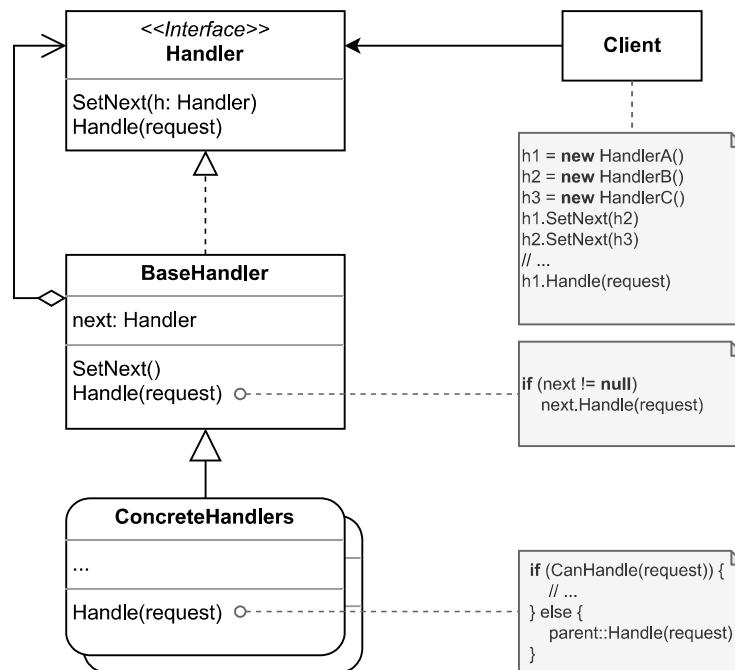 <<Interface>>
Handler
SetNext(h: Handler)
Handle(request)
Client
h1 = new HandlerA()
h2 = new HandlerB()
h3 = new HandlerC()
h1.SetNext(h2)
h2.SetNext(h3)
// ...
h1.Handle(request)
BaseHandler
next: Handler
SetNext()
Handle(request)
if (next != null)
next.Handle(request)
ConcreteHandlers
...
Handle(request)
if (CanHandle(request)) {
// ...
} else {
parent::Handle(request)
}